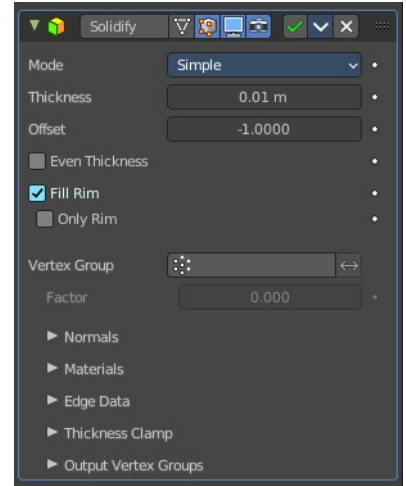 Solidify
Mode Simple
Thickness 0.01 m
Offset -1.0000
Even Thickness
Fill Rim
Only Rim
Vertex Group
Factor 0.000
Normals
Materials
Edge Data
Thickness Clamp
Output Vertex Groups